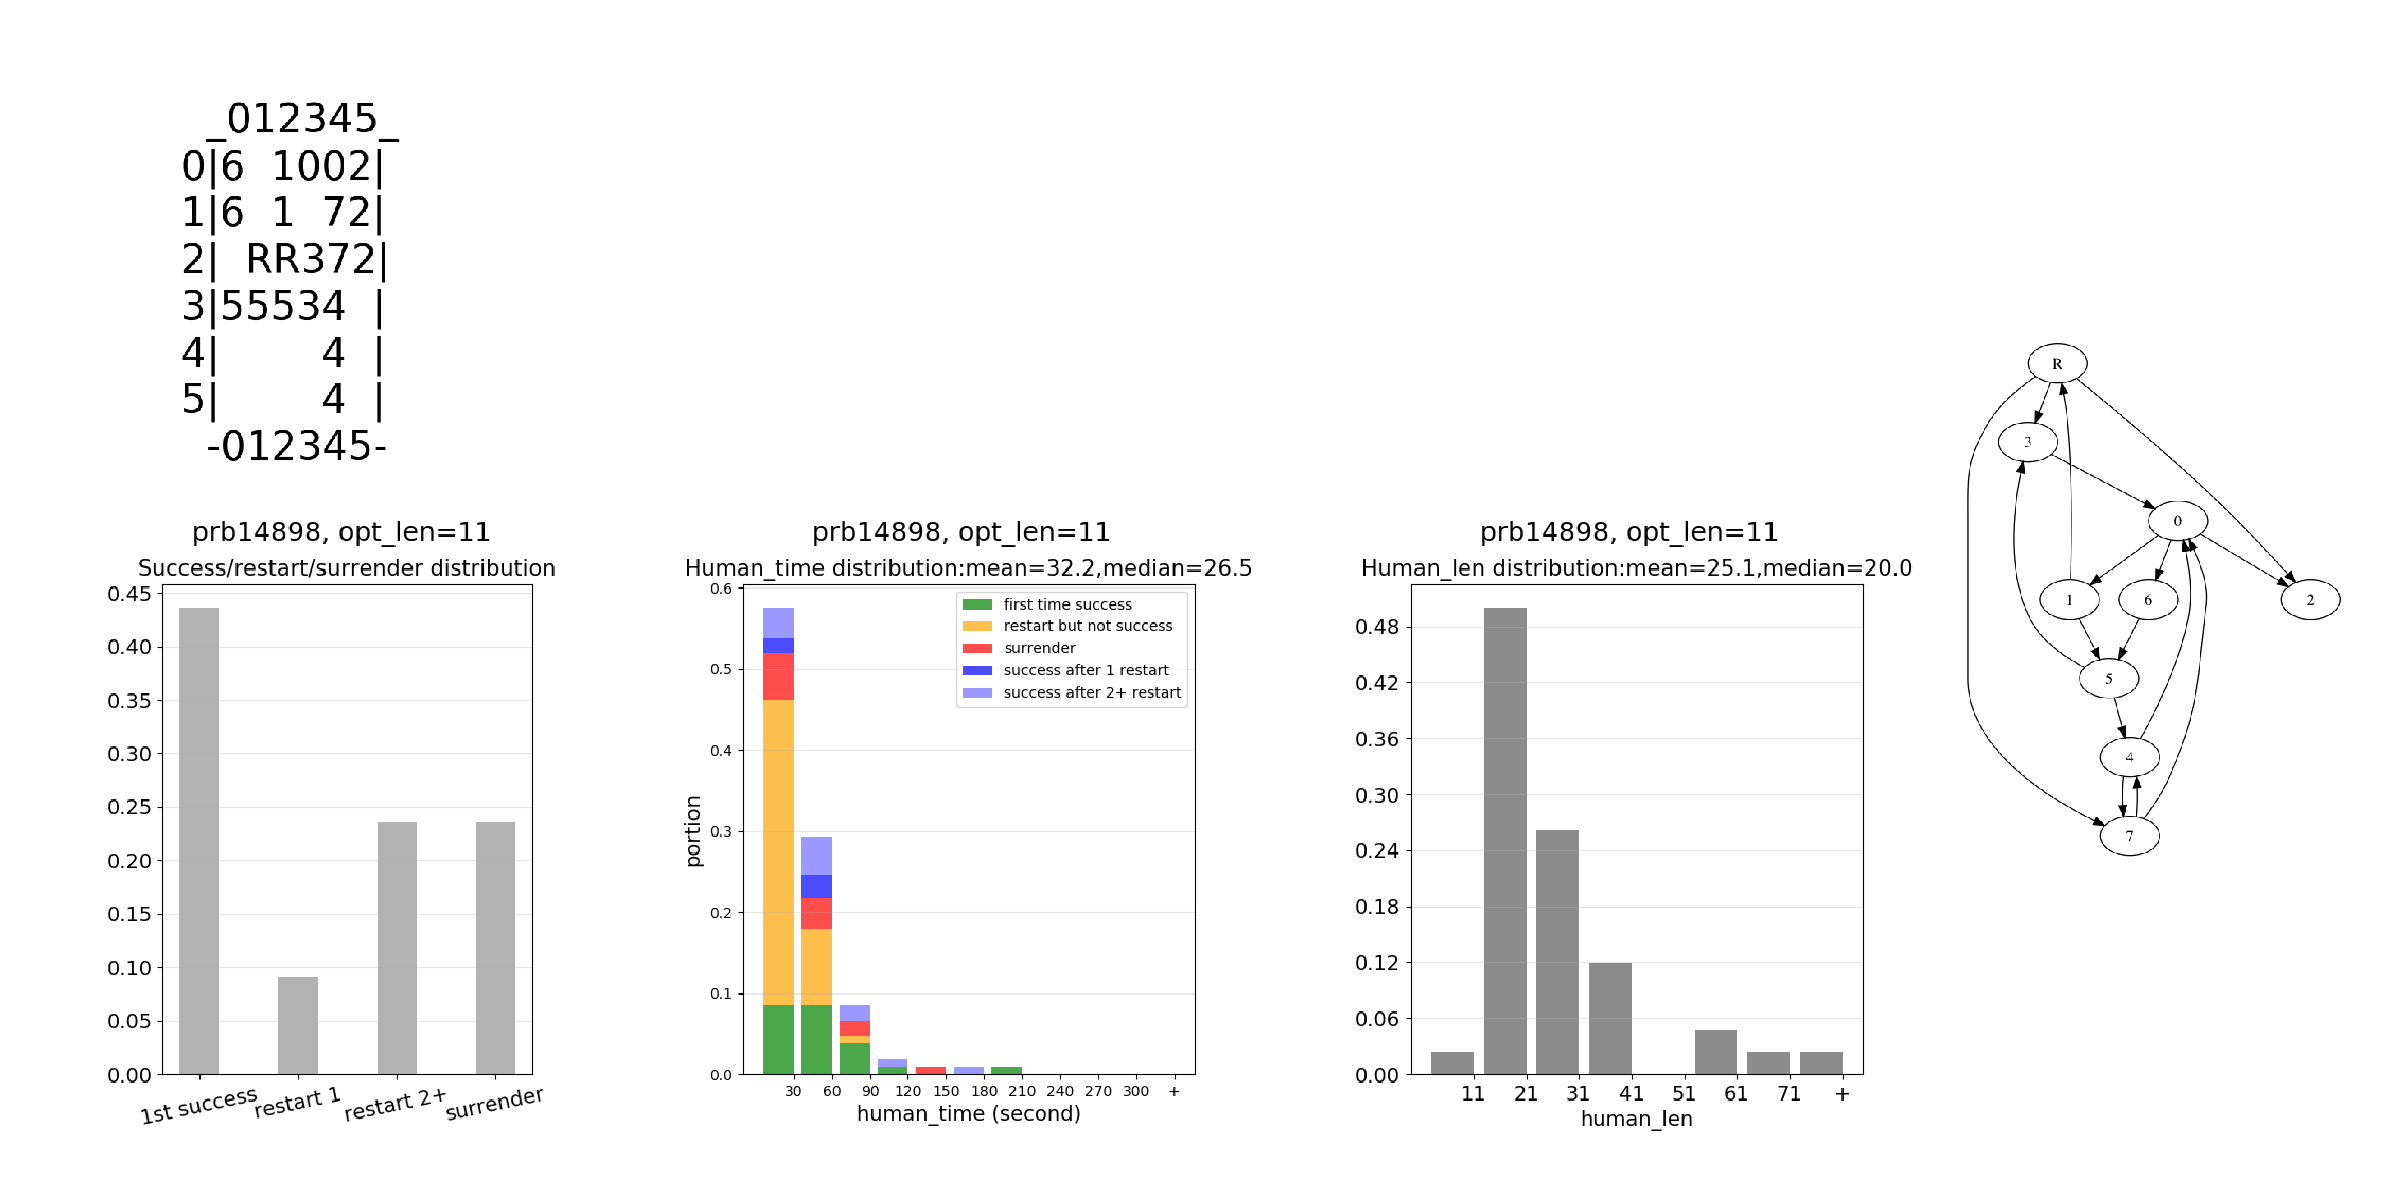 _012345_
0|6  1002|
1|6  1  72|
2|  RR372|
3|55534  |
4|        4  |
5|        4  |
-012345-
prb14898, opt_len=11
Success/restart/surrender distribution
0.45
0.40
0.35
0.30
0.25
0.20
0.15
0.10
0.05
0.00
1st success restart 1 restart 2+ surrender
prb14898, opt_len=11
Human_time distribution:mean=32.2,median=26.5
portion
0.6
0.5
0.4
0.3
0.2
0.1
0.0
first time success
restart but not success
surrender
success after 1 restart
success after 2+ restart
30 60 90 120 150 180 210 240 270 300 +
human_time (second)
prb14898, opt_len=11
Human_len distribution:mean=25.1,median=20.0
0.48
0.42
0.36
0.30
0.24
0.18
0.12
0.06
0.00
11 21 31 41 51 61 71 +
human_len
R
3
0
1 6 2
5
4
7